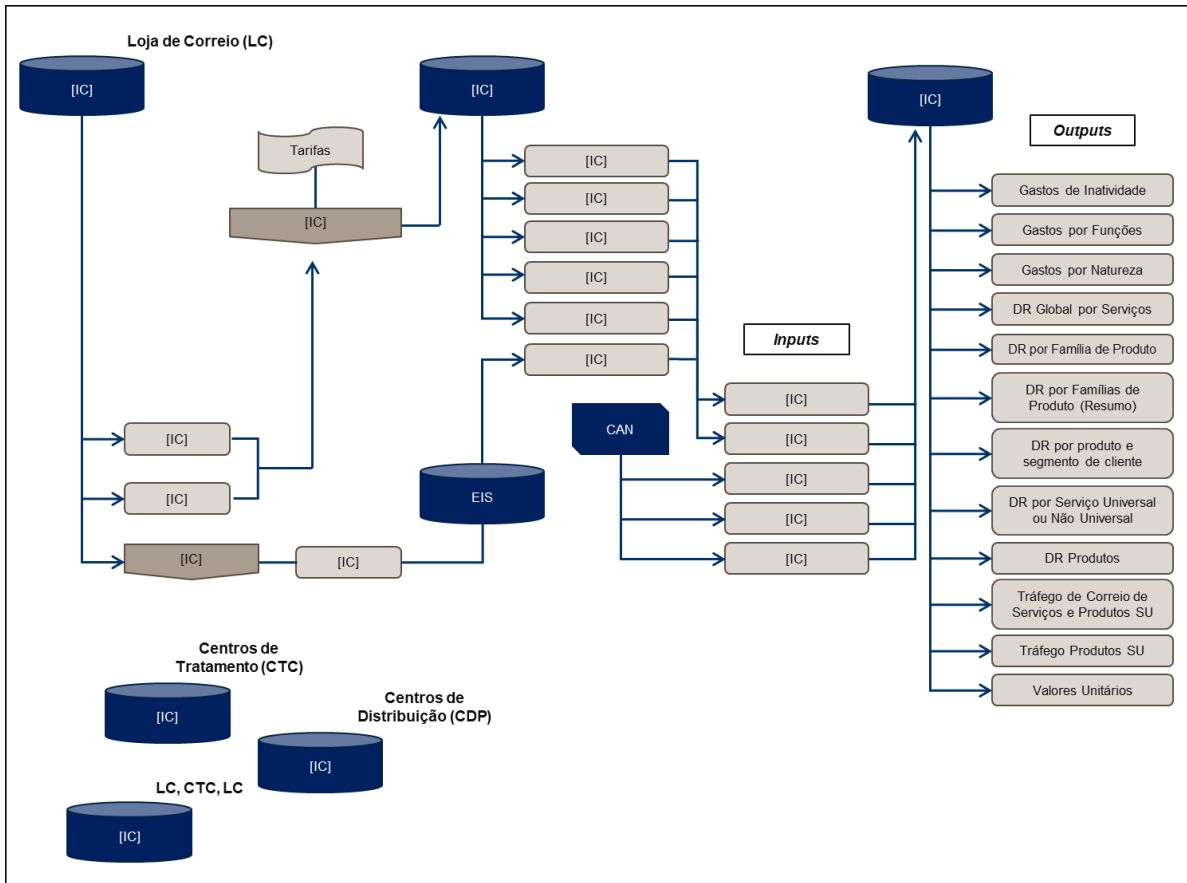 Loja de Correio (LC)
[IC]
[IC]
[IC]
Outputs
Tarifas
[IC]
[IC]
[IC]
[IC]
[IC]
[IC]
[IC]
Inputs
[IC]
[IC]
[IC]
[IC]
[IC]
CAN
[IC]
[IC]
[IC]
[IC]
EIS
Gastos de Inatividade
Gastos por Funções
Gastos por Natureza
DR Global por Serviços
DR por Família de Produto
DR por Famílias de
Produto (Resumo)
DR por produto e
segmento de cliente
DR por Serviço Universal
ou Não Universal
DR Produtos
Tráfego de Correio de
Serviços e Produtos SU
Tráfego Produtos SU
Valores Unitários
Centros de
Tratamento (CTC)
[IC]
Centros de
Distribuição (CDP)
[IC]
LC, CTC, LC
[IC]